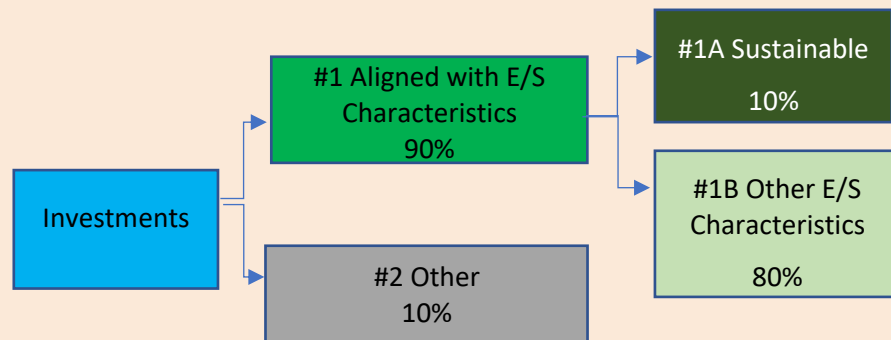 Investments
#1 Aligned with E/S
Characteristics
90%
#2 Other
10%
#1A Sustainable
10%
#1B Other E/S
Characteristics
80%